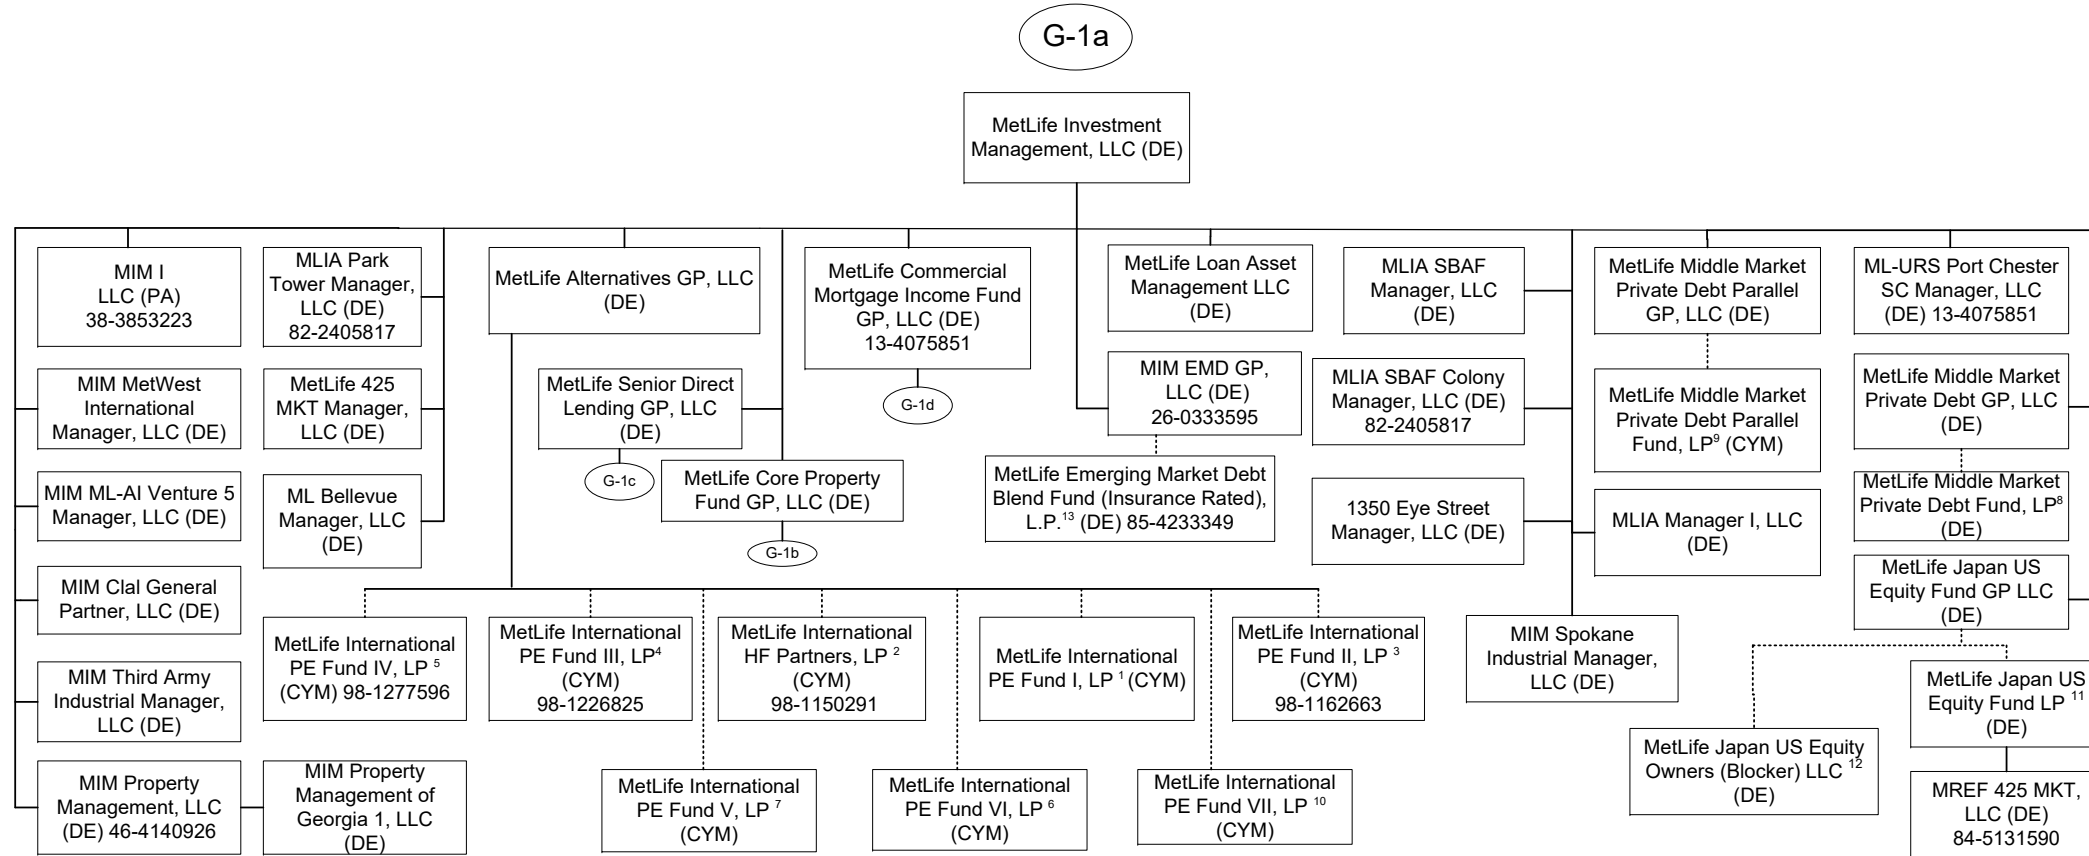 G-1a
MetLife Investment
Management, LLC (DE)
MIM I
LLC (PA)
38-3853223
MLIA Park
Tower Manager,
LLC (DE)
82-2405817
MetLife Alternatives GP, LLC
(DE)
MetLife Commercial
Mortgage Income Fund
GP, LLC (DE)
13-4075851
MetLife Loan Asset
Management LLC
(DE)
MLIA SBAF
Manager, LLC
(DE)
MetLife Middle Market
Private Debt Parallel
GP, LLC (DE)
ML-URS Port Chester
SC Manager, LLC
(DE) 13-4075851
MIM MetWest
International
Manager, LLC (DE)
MetLife 425
MKT Manager,
LLC (DE)
MetLife Senior Direct
Lending GP, LLC
(DE)
G-1d
MIM EMD GP,
LLC (DE)
26-0333595
MLIA SBAF Colony
Manager, LLC (DE)
82-2405817
MetLife Middle Market
Private Debt Parallel
Fund, LP9 (CYM)
MetLife Middle Market
Private Debt GP, LLC
(DE)
MIM ML-AI Venture 5
Manager, LLC (DE)
ML Bellevue
Manager, LLC
(DE)
G-1c
MetLife Core Property
Fund GP, LLC (DE)
G-1b
MetLife Emerging Market Debt
Blend Fund (Insurance Rated),
L.P.13 (DE) 85-4233349
1350 Eye Street
Manager, LLC (DE)
MLIA Manager I, LLC
(DE)
MetLife Middle Market
Private Debt Fund, LP8
(DE)
MIM Clal General
Partner, LLC (DE)
MetLife Japan US
Equity Fund GP LLC
(DE)
MetLife International
PE Fund IV, LP 5
(CYM) 98-1277596
MetLife International
PE Fund III, LP4
(CYM)
98-1226825
MetLife International
HF Partners, LP 2
(CYM)
98-1150291
MetLife International
PE Fund I, LP 1 (CYM)
MetLife International
PE Fund II, LP 3
(CYM)
98-1162663
MIM Spokane
Industrial Manager,
LLC (DE)
MIM Third Army
Industrial Manager,
LLC (DE)
MetLife Japan US
Equity Fund LP 11
(DE)
MetLife Japan US Equity
Owners (Blocker) LLC 12
(DE)
MIM Property
Management, LLC
(DE) 46-4140926
MIM Property
Management of
Georgia 1, LLC
(DE)
MetLife International
PE Fund V, LP 7
(CYM)
MetLife International
PE Fund VI, LP 6
(CYM)
MetLife International
PE Fund VII, LP 10
(CYM)
MREF 425 MKT,
LLC (DE)
84-5131590